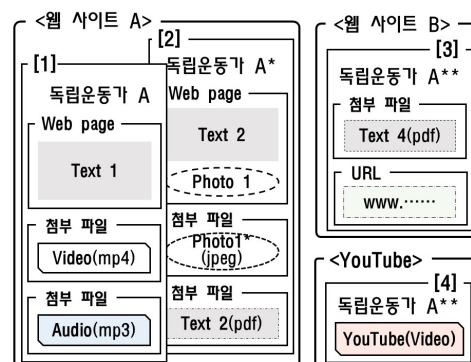 <웹 사이트 A>
[1]
독립운동가 A
Web page
Text 1
첨부 파일
Video(mp4)
첨부 파일
Audio(mp3)
[2]
독립운동가 A*
Web page
Text 2
Photo 1
첨부 파일
Photo1*
(jpeg)
첨부 파일
Text 2(pdf)
<웹 사이트 B>
[3]
독립운동가 A**
첨부 파일
Text 4(pdf)
URL
www.······
<YouTube>
[4]
독립운동가 A**
YouTube(Video)